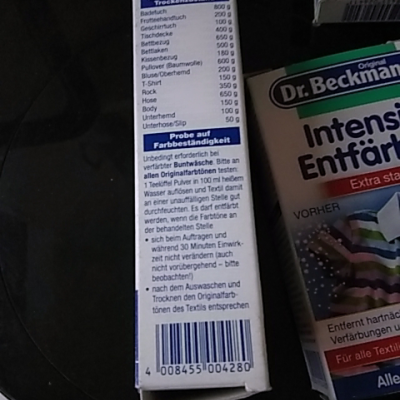 Badetuch 800 g
Frottierhandtuch 200 g
Geschirrtuch 100 g
Tischdecke 400 g
Bettbezug 650 g
Bettlaken 500 g
Kissenbezug 180 g
Pullover (Baumwolle) 600 g
Bluse/Oberhemd 200 g
T-Shirt 150 g
Rock 350 g
Hose 650 g
Body 150 g
Unterhemd 100 g
Unterhose/Slip 50 g
Probe auf
Farbbeständigkeit
Unbedingt erforderlich bei
verfärbter Buntwäsche. Bitte an
allen Originalfarbtönen testen:
1 Teelöffel Pulver in 100 ml heißem
Wasser auflösen und Textil damit
an einer unauffälligen Stelle gut
durchfeuchten. Es darf entfärbt
werden, wenn die Farbtöne an
der behandelten Stelle
• sich beim Auftragen und
während 30 Minuten Einwirk-
zeit nicht verändern (auch
nicht vorübergehend – bitte
beobachten!)
• nach dem Auswaschen und
Trocknen den Originalfarb-
tönen des Textils entsprechen
4 008455 004280
Original
Dr. Beckman
Intensi
Entfärb
Extra sta
VORHER
Entfernt hartnäc
Verfärbungen u
Für alle Textili
Alle